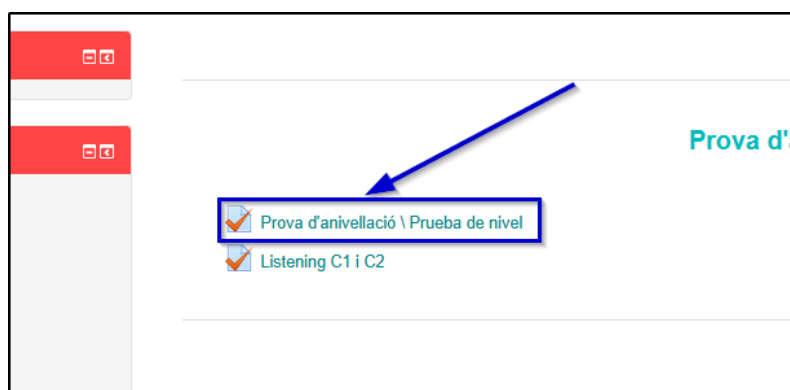 Prova d'a
Prova d'anivellació \ Prueba de nivel
Listening C1 i C2